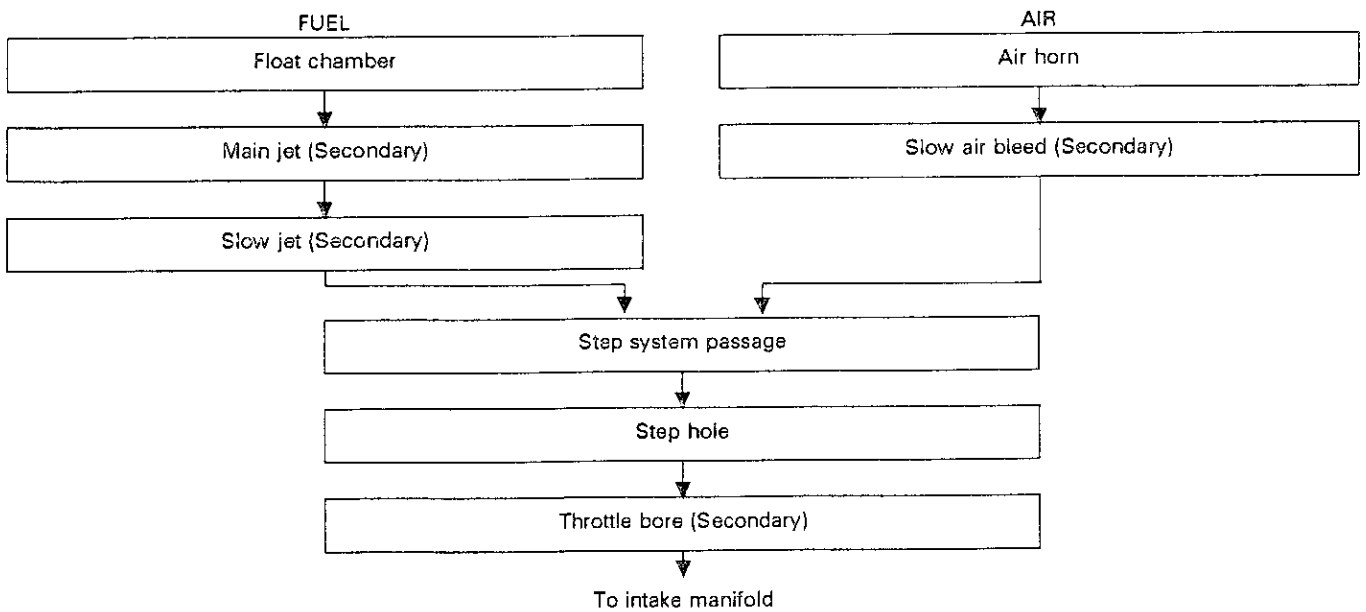 FUEL
AIR
Float chamber
Air horn
Main jet (Secondary)
Slow air bleed (Secondary)
Slow jet (Secondary)
Step system passage
Step hole
Throttle bore (Secondary)
To intake manifold